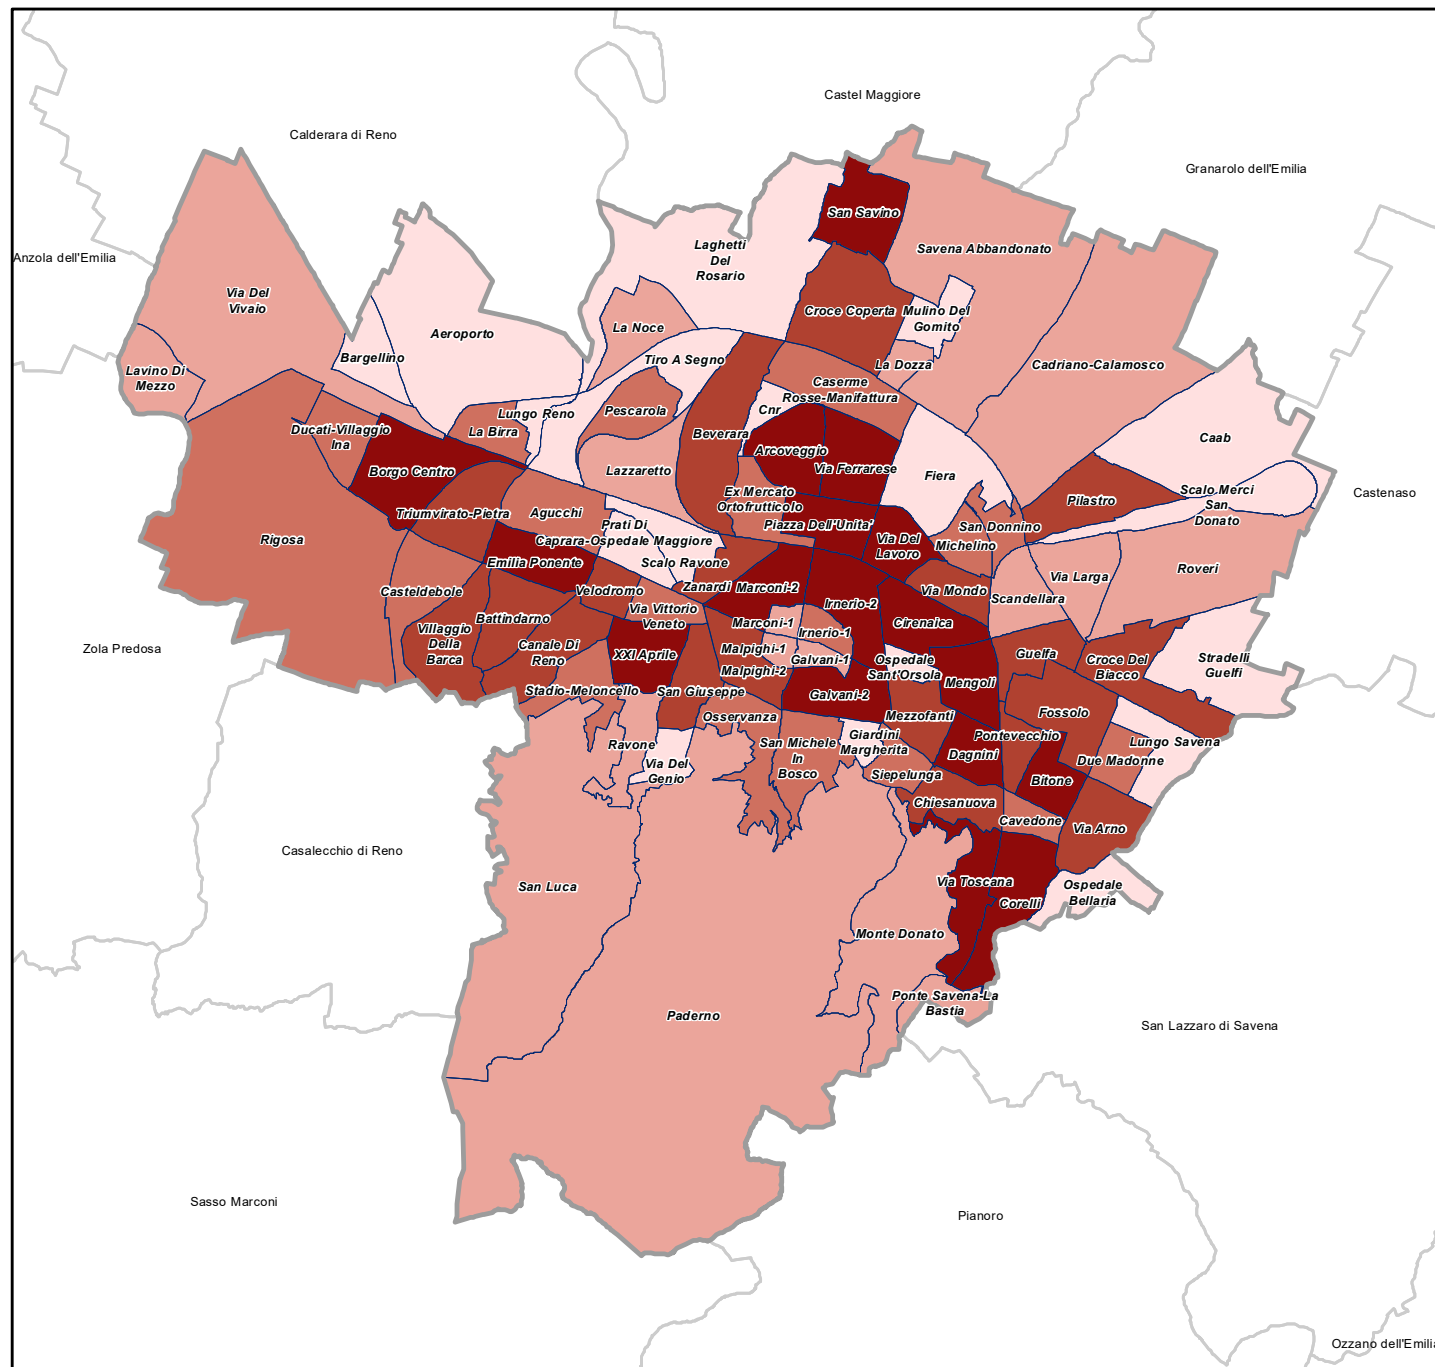 Castel Maggiore
Calderara di Reno
Granarolo dell'Emilia
San Savino
Savena Abbandonato
Laghetti
Del
Rosario
Anzola dell'Emilia
Via Del
Vivaio
Croce Coperta
Mulino Del
Gomito
La Noce
Aeroporto
Bargellino
Tiro A Segno
La Dozza
Cadriano-Calamosco
Lavino Di
Mezzo
Caserme
Rosse-Manifattura
Cnr
Lungo Reno
Pescarola
La Birra
Ducati-Villaggio
Ina
Beverara
Caab
Arcoveggio
Via Ferrarese
Borgo Centro
Lazzaretto
Fiera
Castenaso
Scalo Merci
San
Donato
Pilastro
Ex Mercato
Ortofrutticolo
Triumvirato-Pietra
Agucchi
Prati Di
Caprara-Ospedale Maggiore
Piazza Dell'Unita'
San Donnino
Via Del
Lavoro
Michelino
Rigosa
Emilia Ponente
Scalo Ravone
Roveri
Via Larga
Casteldebole
Velodromo
Zanardi
Marconi-2
Via Mondo
Scandellara
Irnerio-2
Via Vittorio
Veneto
Battindarno
Marconi-1
Irnerio-1
Cirenaica
Villaggio
Della
Barca
Canale Di
Reno
XXI Aprile
Malpighi-1
Galvani-1
Ospedale
Sant'Orsola
Guelfa
Croce Del
Biacco
Stradelli
Guelfi
Zola Predosa
Malpighi-2
Mengoli
Stadio-Meloncello
San Giuseppe
Galvani-2
Osservanza
Mezzofanti
Fossolo
Pontevecchio
Lungo Savena
Ravone
San Michele
In
Bosco
Giardini
Margherita
Dagnini
Due Madonne
Via Del
Genio
Siepelunga
Bitone
Chiesanuova
Cavedone
Via Arno
Casalecchio di Reno
San Luca
Via Toscana
Corelli
Ospedale
Bellaria
Monte Donato
Ponte Savena-La
Bastia
Paderno
San Lazzaro di Savena
Sasso Marconi
Pianoro
Ozzano dell'Emilia